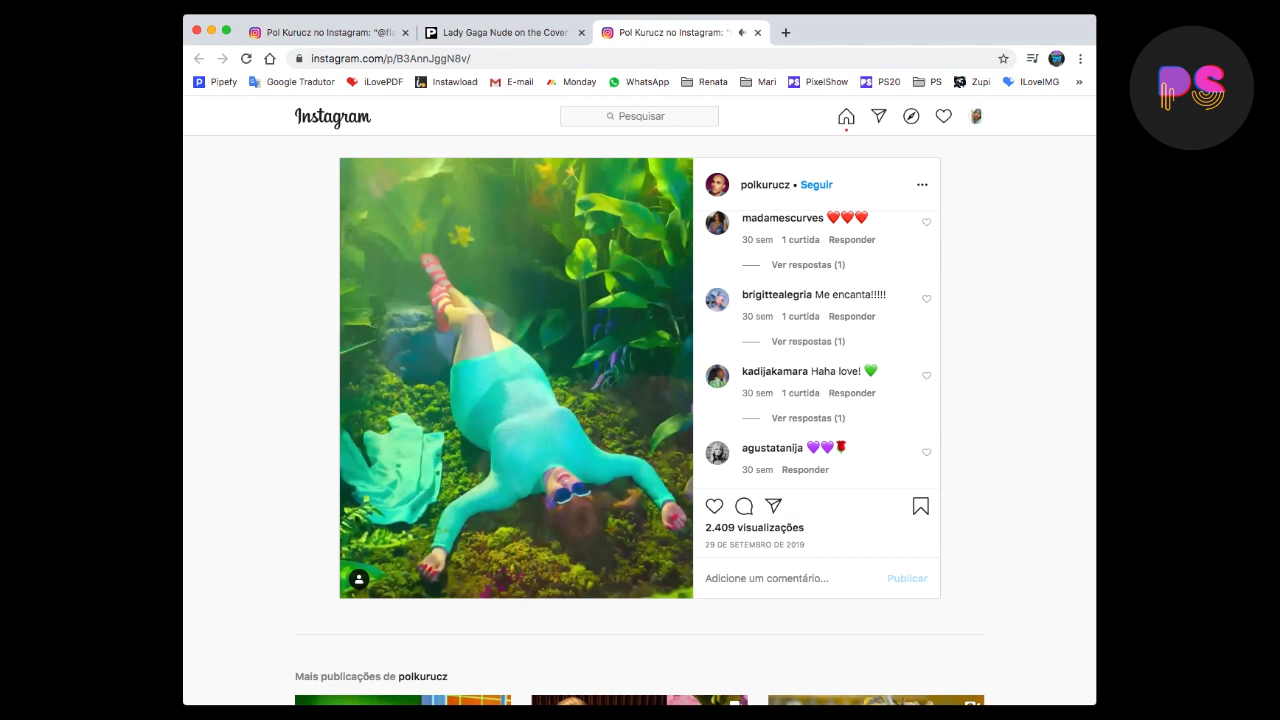 Pol Kurucz no Instagram: "@fl
Lady Gaga Nude on the Cover
Pol Kurucz no Instagram: "
instagram.com/p/B3AnnJggN8v/
Pipefy
Google Tradutor
iLovePDF
Instawload
E-mail
Monday
WhatsApp
Renata
Mari
PixelShow
PS20
PS
Zupi
ILoveIMG
»
PS
Instagram
Pesquisar
polkurucz • Seguir
madamescurves ❤️❤️❤️
30 sem 1 curtida Responder
Ver respostas (1)
brigittealegria Me encanta!!!!!
30 sem 1 curtida Responder
Ver respostas (1)
kadijakamara Haha love! 💚
30 sem 1 curtida Responder
Ver respostas (1)
agustatanija 💜💜🌹
30 sem Responder
2.409 visualizações
29 DE SETEMBRO DE 2019
Adicione um comentário... Publicar
Mais publicações de polkurucz